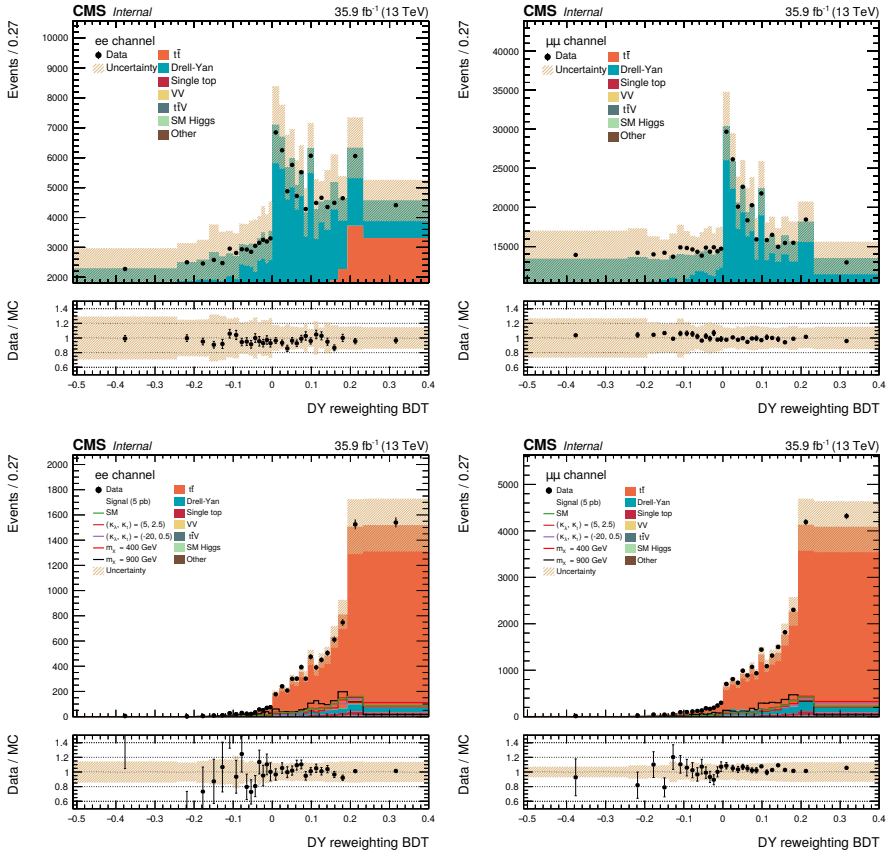 CMS Internal 35.9 fb⁻¹ (13 TeV)
Events / 0.27
10000
9000
8000
7000
6000
5000
4000
3000
2000
ee channel
Data
Uncertainty
tt̄
Drell-Yan
Single top
VV
tt̄V
SM Higgs
Other
Data / MC
1.4
1.2
1
0.8
−0.5 −0.4 −0.3 −0.2 −0.1 0 0.1 0.2 0.3 0.4
DY reweighting BDT
CMS Internal 35.9 fb⁻¹ (13 TeV)
Events / 0.27
40000
35000
30000
25000
20000
15000
μμ channel
Data
Uncertainty
tt̄
Drell-Yan
Single top
VV
tt̄V
SM Higgs
Other
Data / MC
1.4
1.2
1
0.8
−0.5 −0.4 −0.3 −0.2 −0.1 0 0.1 0.2 0.3 0.4
DY reweighting BDT
CMS Internal 35.9 fb⁻¹ (13 TeV)
Events / 0.27
2000
1800
1600
1400
1200
1000
800
600
400
200
0
ee channel
Data
Signal (5 pb)
SM
(κλ, κt) = (5, 2.5)
(κλ, κt) = (-20, 0.5)
mX = 400 GeV
mX = 900 GeV
Uncertainty
tt̄
Drell-Yan
Single top
VV
tt̄V
SM Higgs
Other
Data / MC
1.4
1.2
1
0.8
0.6
−0.5 −0.4 −0.3 −0.2 −0.1 0 0.1 0.2 0.3 0.4
DY reweighting BDT
CMS Internal 35.9 fb⁻¹ (13 TeV)
Events / 0.27
5000
4000
3000
2000
1000
0
μμ channel
Data
Signal (5 pb)
SM
(κλ, κt) = (5, 2.5)
(κλ, κt) = (-20, 0.5)
mX = 400 GeV
mX = 900 GeV
Uncertainty
tt̄
Drell-Yan
Single top
VV
tt̄V
SM Higgs
Other
Data / MC
1.4
1.2
1
0.8
0.6
−0.5 −0.4 −0.3 −0.2 −0.1 0 0.1 0.2 0.3 0.4
DY reweighting BDT